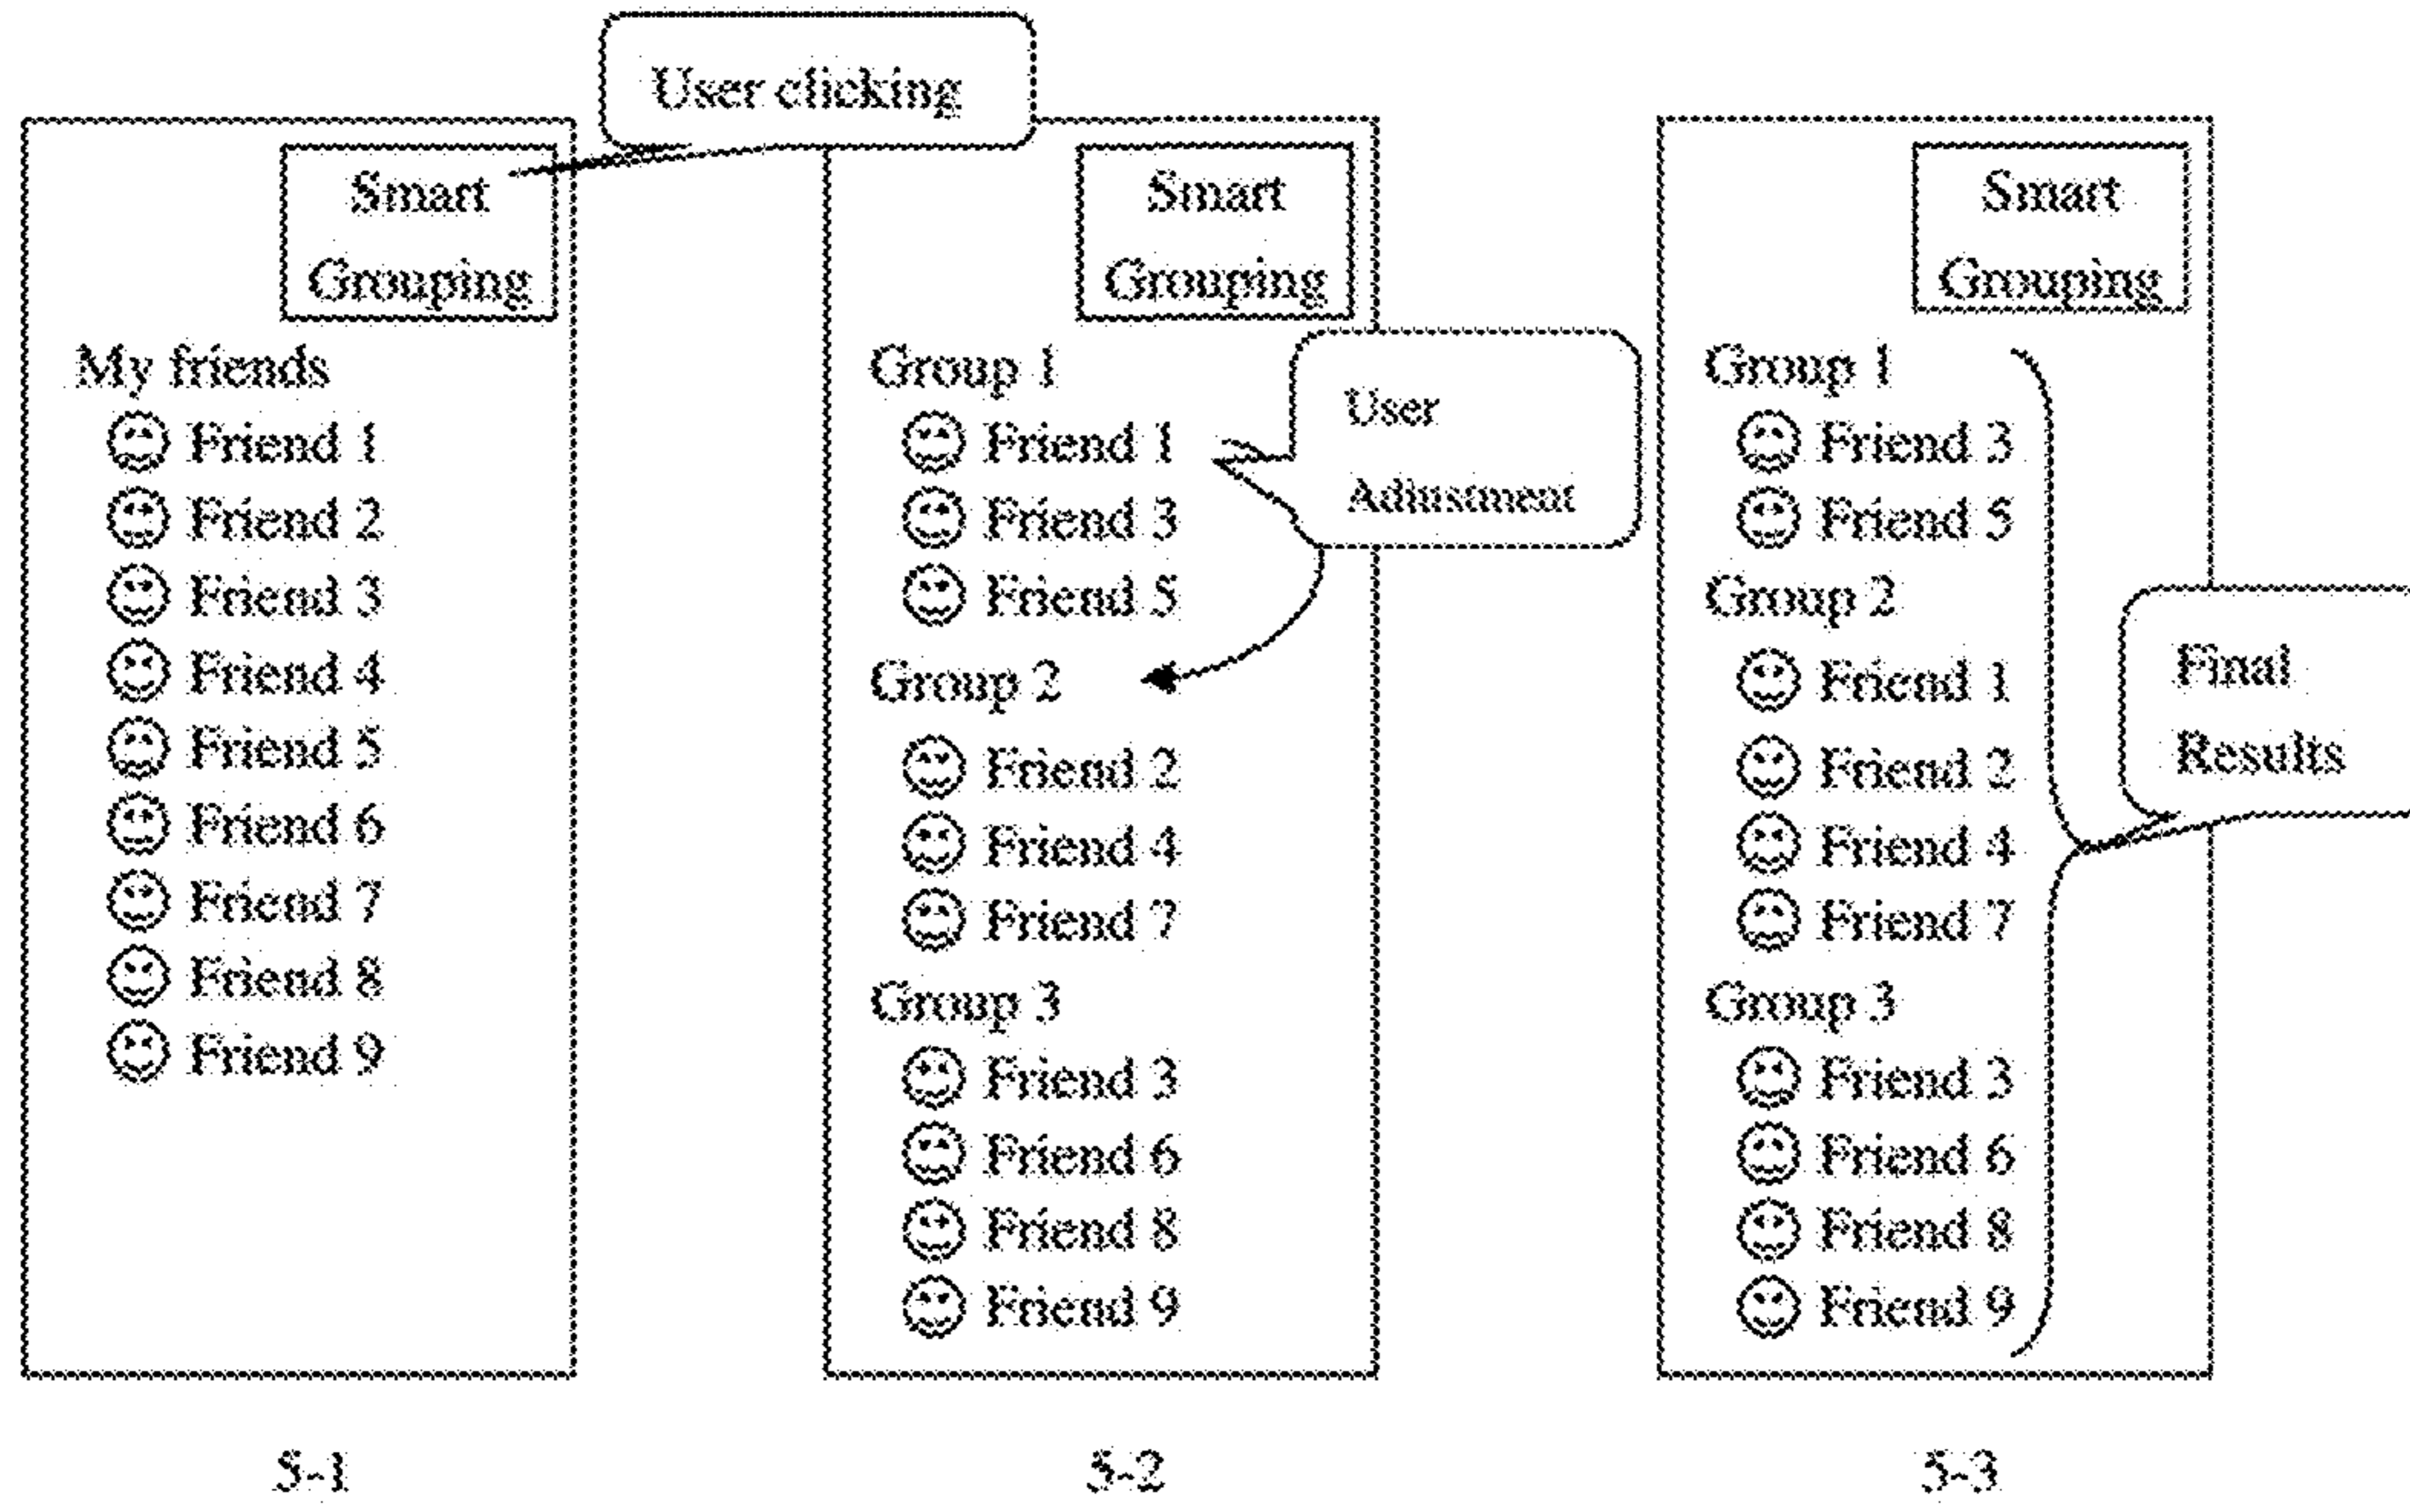 User clicking
Smart
Grouping
My friends
Friend 1
Friend 2
Friend 3
Friend 4
Friend 5
Friend 6
Friend 7
Friend 8
Friend 9
5-1
Smart
Grouping
Group 1
Friend 1
Friend 3
Friend 5
User
Adjustment
Group 2
Friend 2
Friend 4
Friend 7
Group 3
Friend 3
Friend 6
Friend 8
Friend 9
5-2
Smart
Grouping
Group 1
Friend 3
Friend 5
Group 2
Friend 1
Friend 2
Friend 4
Friend 7
Group 3
Friend 3
Friend 6
Friend 8
Friend 9
Final
Results
5-3